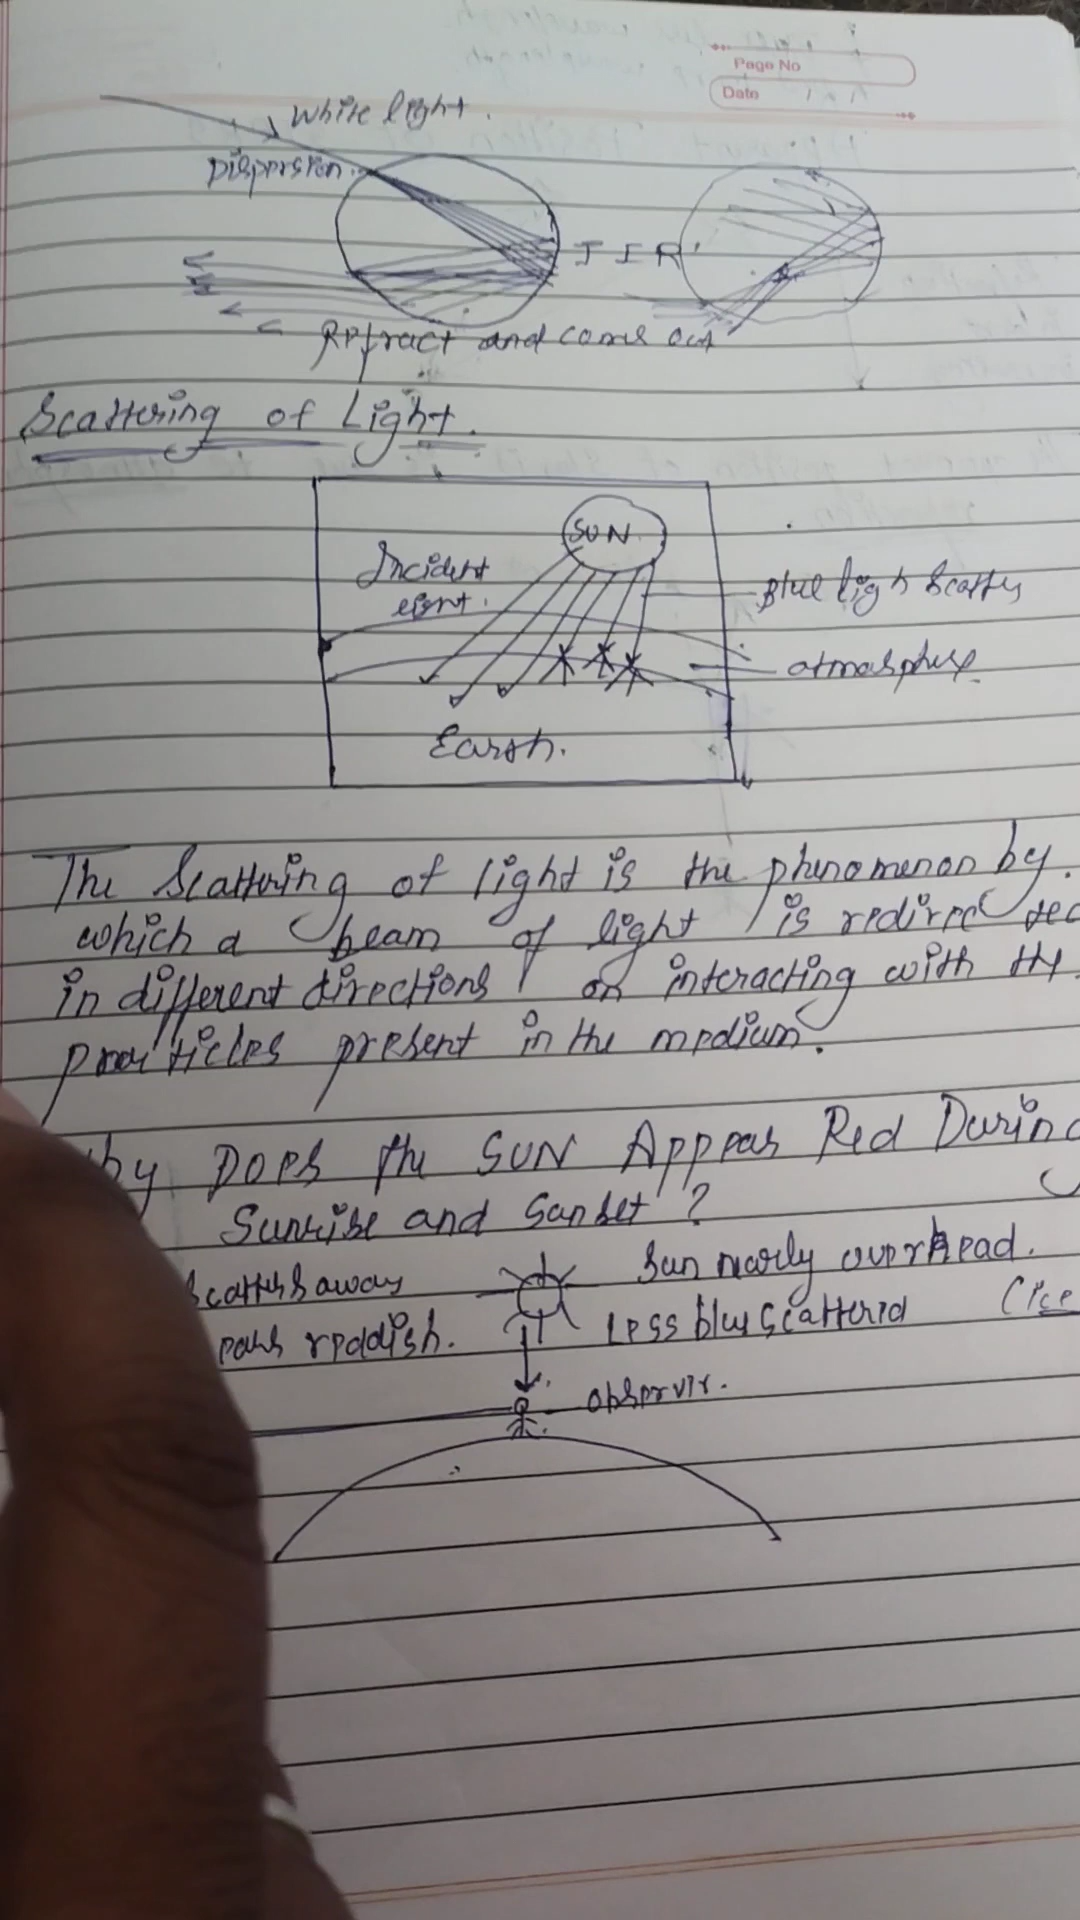 Page No
Date
White light.
Dispersion.
T I R
Refract and comes out
Scattering of Light.
SUN
Incident
light.
Blue light scatters
atmosphere.
Earth.
The Scattering of light is the phenomenon by
which a beam of light is redirected
in different directions on interacting with the
particles present in the medium.
Does the SUN Appears Red During
Sunrise and Sunset ?
scatters away
Sun nearly overhead.
reddish.
Less blue scattered
observer.